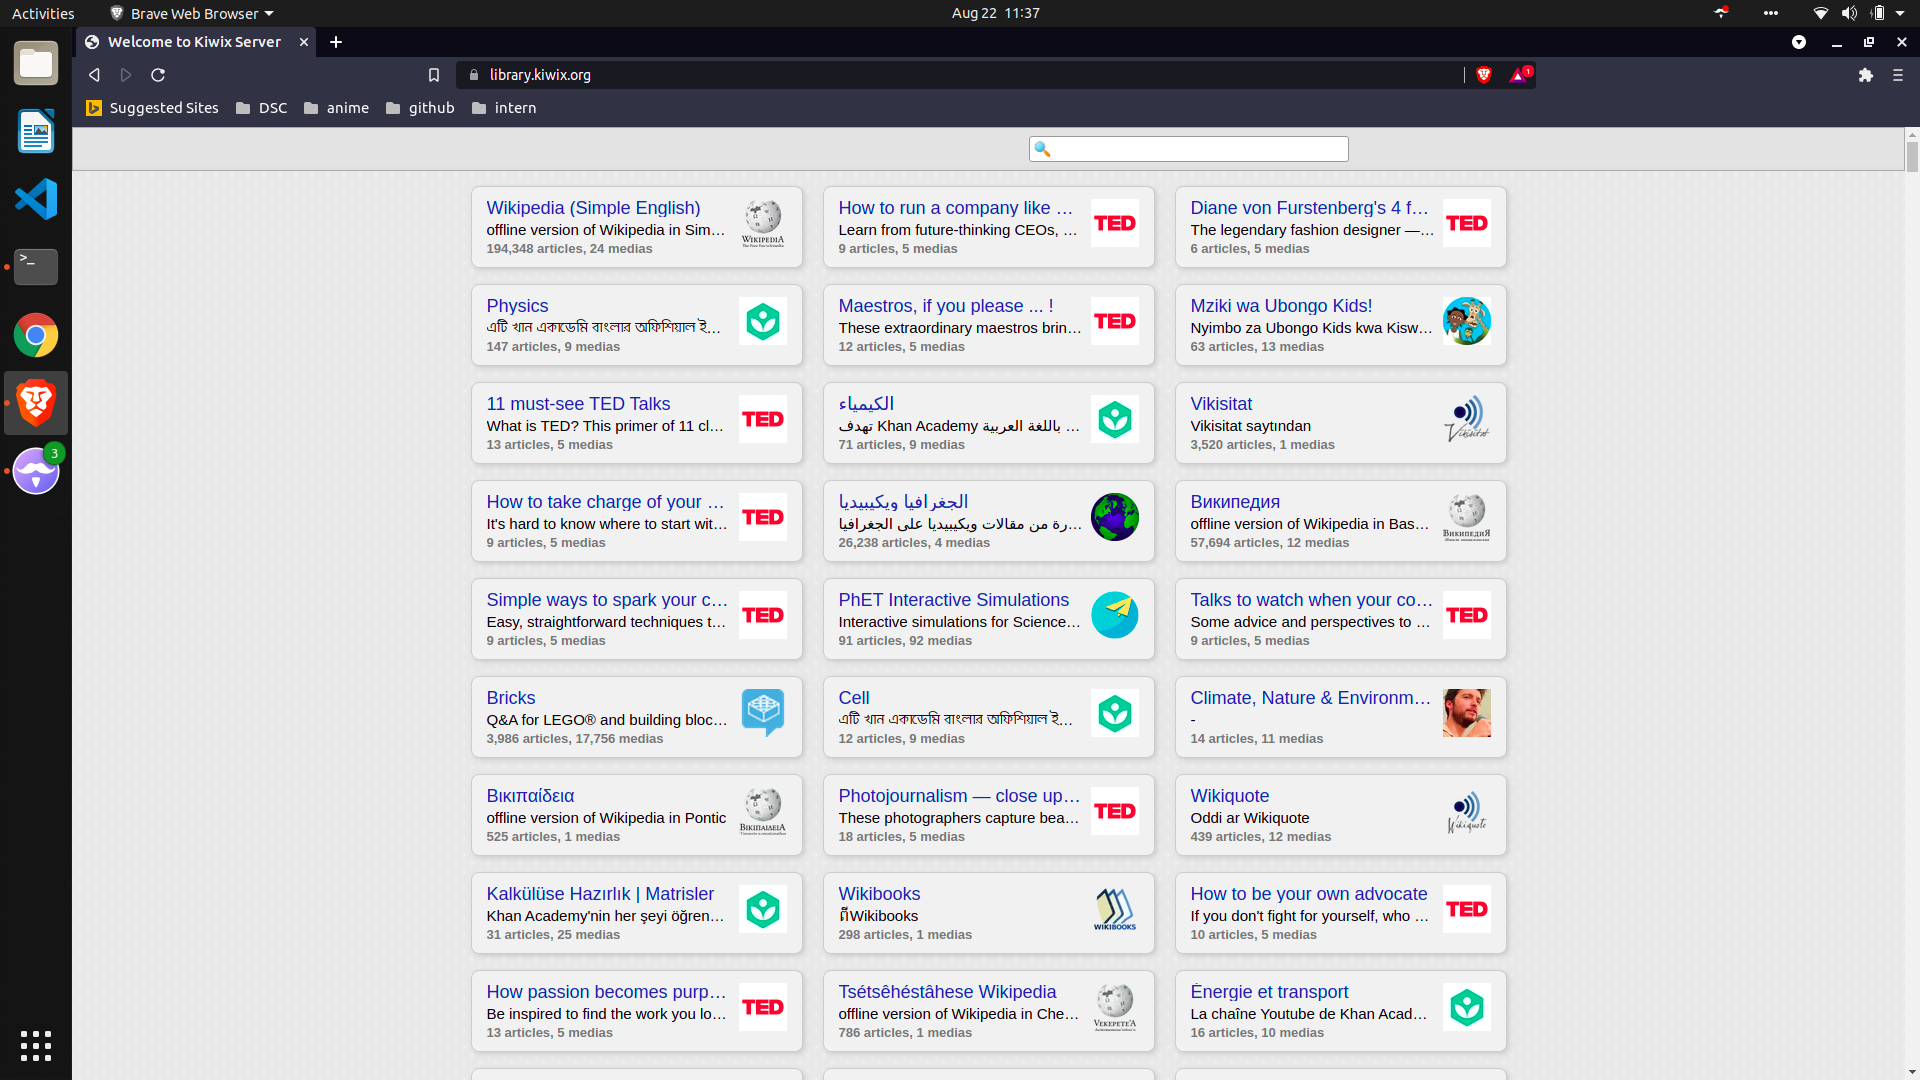 Activities
Brave Web Browser
Aug 22 11:37
Welcome to Kiwix Server
library.kiwix.org
1
Suggested Sites
DSC
anime
github
intern
3
Wikipedia (Simple English)
offline version of Wikipedia in Sim…
194,348 articles, 24 medias
WIKIPEDIA
How to run a company like …
Learn from future-thinking CEOs, …
9 articles, 5 medias
TED
Diane von Furstenberg's 4 f…
The legendary fashion designer —…
6 articles, 5 medias
TED
Physics
এটি খান একাডেমি বাংলার অফিশিয়াল ই…
147 articles, 9 medias
Maestros, if you please ... !
These extraordinary maestros brin…
12 articles, 5 medias
TED
Mziki wa Ubongo Kids!
Nyimbo za Ubongo Kids kwa Kisw…
63 articles, 13 medias
11 must-see TED Talks
What is TED? This primer of 11 cl…
13 articles, 5 medias
TED
الكيمياء
تهدف Khan Academy باللغة العربية …
71 articles, 9 medias
Vikisitat
Vikisitat saytından
3,520 articles, 1 medias
Vikisitat
How to take charge of your …
It's hard to know where to start wit…
9 articles, 5 medias
TED
الجغرافيا ويكيبيديا
رة من مقالات ويكيبيديا على الجغرافيا…
26,238 articles, 4 medias
Википедия
offline version of Wikipedia in Bas…
57,694 articles, 12 medias
ВикипедиЯ
Simple ways to spark your c…
Easy, straightforward techniques t…
9 articles, 5 medias
TED
PhET Interactive Simulations
Interactive simulations for Science…
91 articles, 92 medias
Talks to watch when your co…
Some advice and perspectives to …
9 articles, 5 medias
TED
Bricks
Q&A for LEGO® and building bloc…
3,986 articles, 17,756 medias
Cell
এটি খান একাডেমি বাংলার অফিশিয়াল ই…
12 articles, 9 medias
Climate, Nature & Environm…
-
14 articles, 11 medias
Βικιπαίδεια
offline version of Wikipedia in Pontic
525 articles, 1 medias
ΒΙΚΙΠΑΙΔΕΙΑ
Photojournalism — close up…
These photographers capture bea…
18 articles, 5 medias
TED
Wikiquote
Oddi ar Wikiquote
439 articles, 12 medias
Wikiquote
Kalkülüse Hazırlık | Matrisler
Khan Academy'nin her şeyi öğren…
31 articles, 25 medias
Wikibooks
ពីWikibooks
298 articles, 1 medias
WIKIBOOKS
How to be your own advocate
If you don't fight for yourself, who …
10 articles, 5 medias
TED
How passion becomes purp…
Be inspired to find the work you lo…
13 articles, 5 medias
TED
Tsétsêhéstâhese Wikipedia
offline version of Wikipedia in Che…
786 articles, 1 medias
VEKEPETE'A
Énergie et transport
La chaîne Youtube de Khan Acad…
16 articles, 10 medias